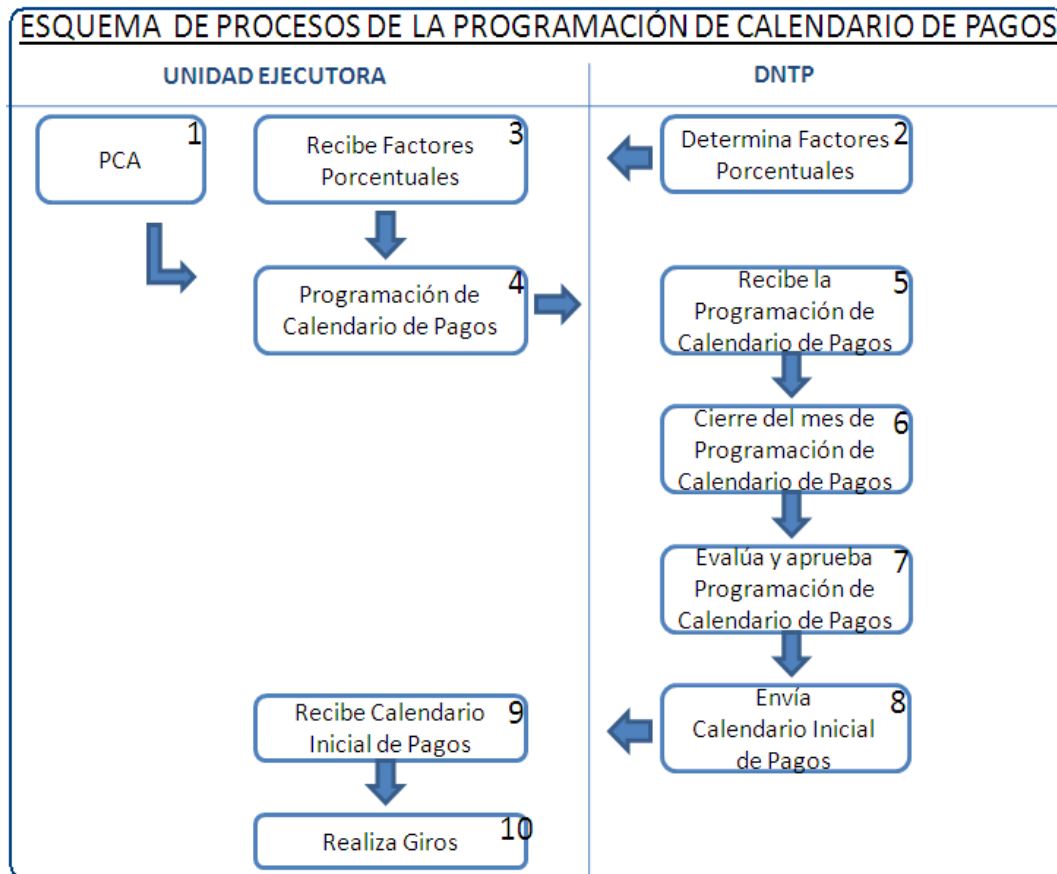 ESQUEMA DE PROCESOS DE LA PROGRAMACIÓN DE CALENDARIO DE PAGOS
UNIDAD EJECUTORA
DNTP
1
PCA
3
Recibe Factores
Porcentuales
2
Determina Factores
Porcentuales
4
Programación de
Calendario de Pagos
5
Recibe la
Programación de
Calendario de Pagos
6
Cierre del mes de
Programación de
Calendario de Pagos
7
Evalúa y aprueba
Programación de
Calendario de Pagos
8
Envía
Calendario Inicial
de Pagos
9
Recibe Calendario
Inicial de Pagos
10
Realiza Giros